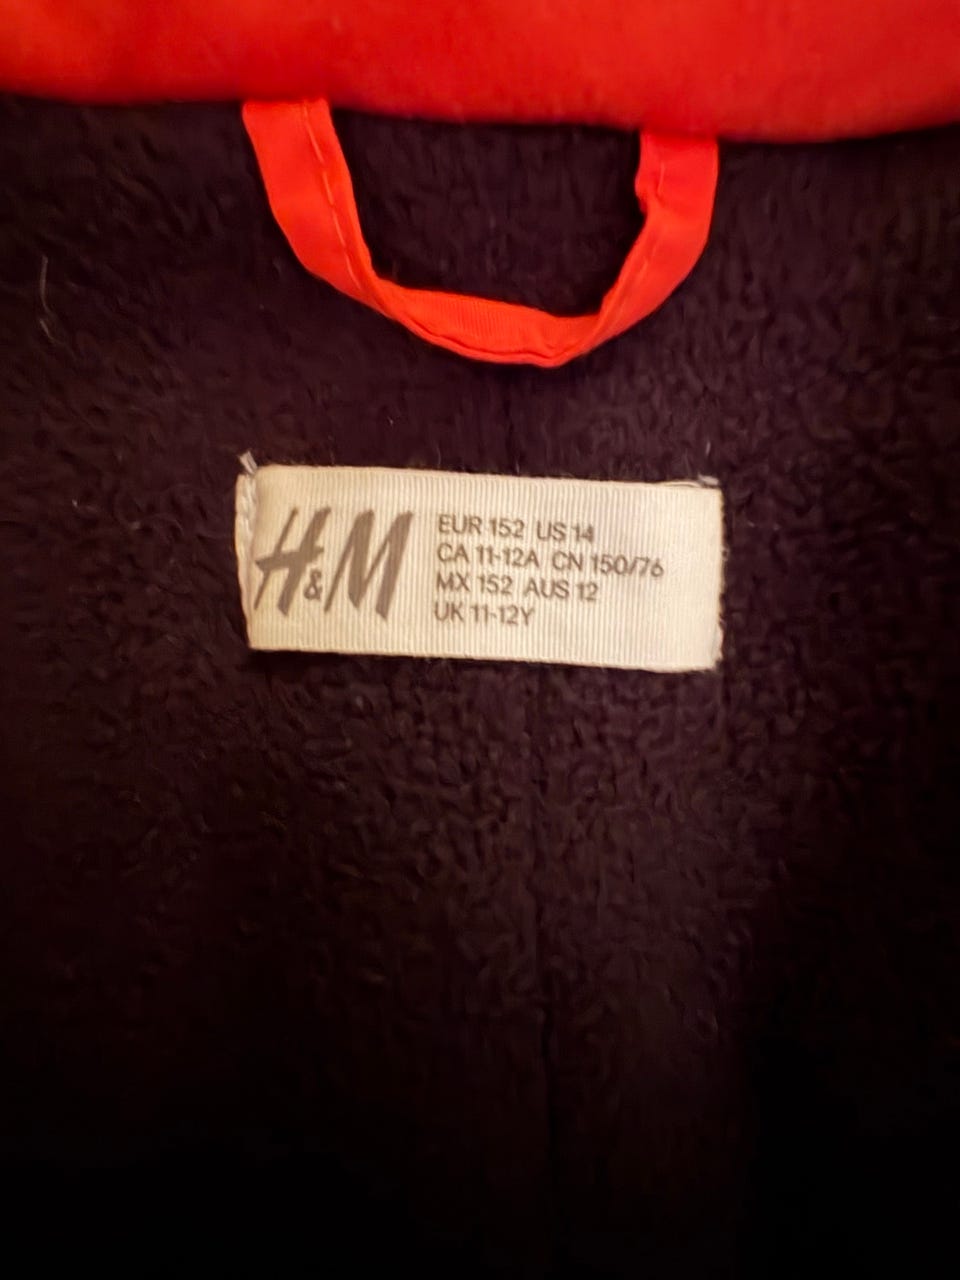 H&M
EUR 152 US 14
CA 11-12A CN 150/76
MX 152 AUS 12
UK 11-12Y